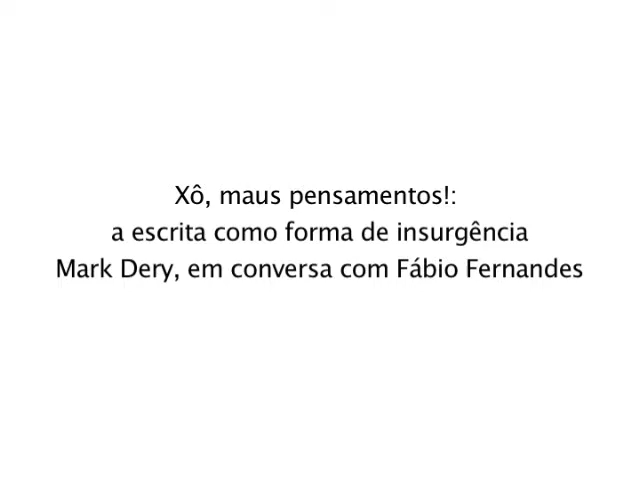 Xô, maus pensamentos!:
a escrita como forma de insurgência
Mark Dery, em conversa com Fábio Fernandes